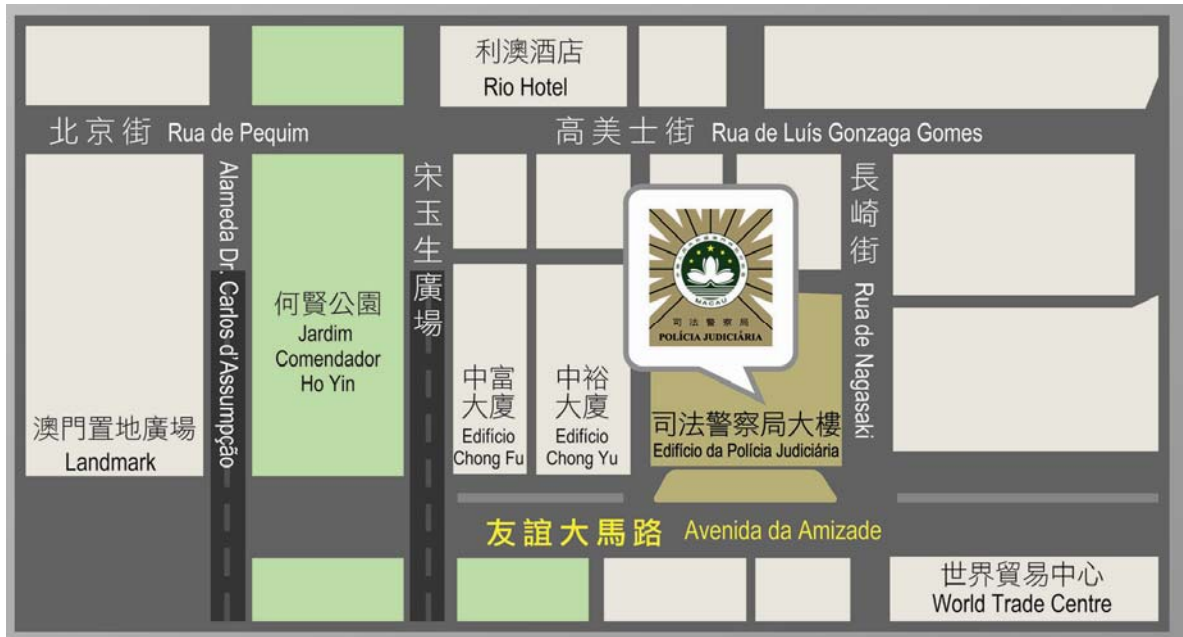 利澳酒店
Rio Hotel
北京街 Rua de Pequim
高美士街 Rua de Luís Gonzaga Gomes
Alameda Dr. Carlos d'Assumpção
宋玉生廣場
長崎街 Rua de Nagasaki
MACAU
司法警察局
POLÍCIA JUDICIÁRIA
何賢公園
Jardim
Comendador
Ho Yin
澳門置地廣場
Landmark
中富
大廈
Edifício
Chong Fu
中裕
大廈
Edifício
Chong Yu
司法警察局大樓
Edifício da Polícia Judiciária
友誼大馬路 Avenida da Amizade
世界貿易中心
World Trade Centre